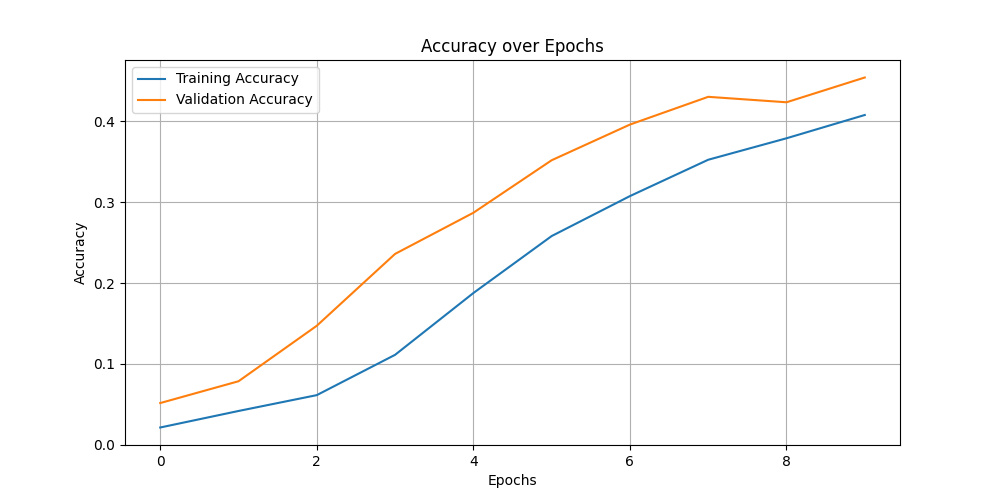 Accuracy over Epochs
Training Accuracy
Validation Accuracy
Accuracy
0.4
0.3
0.2
0.1
0.0
0 2 4 6 8
Epochs